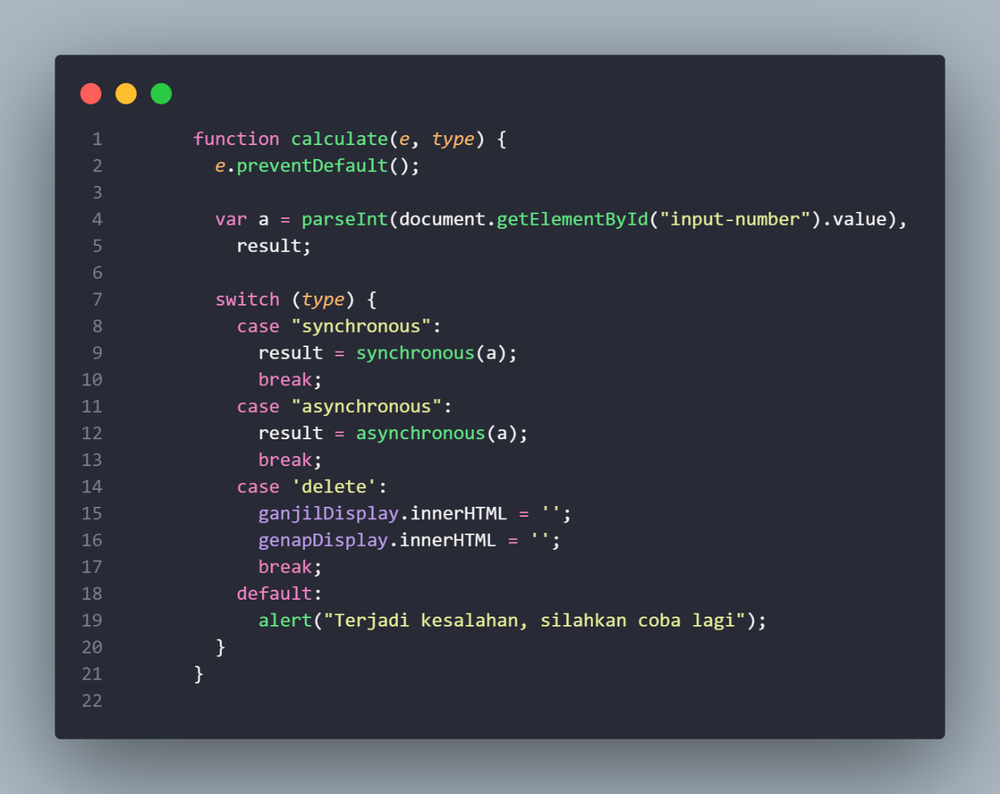 1 function calculate(e, type) {
2 e.preventDefault();
3
4 var a = parseInt(document.getElementById("input-number").value),
5 result;
6
7 switch (type) {
8 case "synchronous":
9 result = synchronous(a);
10 break;
11 case "asynchronous":
12 result = asynchronous(a);
13 break;
14 case 'delete':
15 ganjilDisplay.innerHTML = '';
16 genapDisplay.innerHTML = '';
17 break;
18 default:
19 alert("Terjadi kesalahan, silahkan coba lagi");
20 }
21 }
22